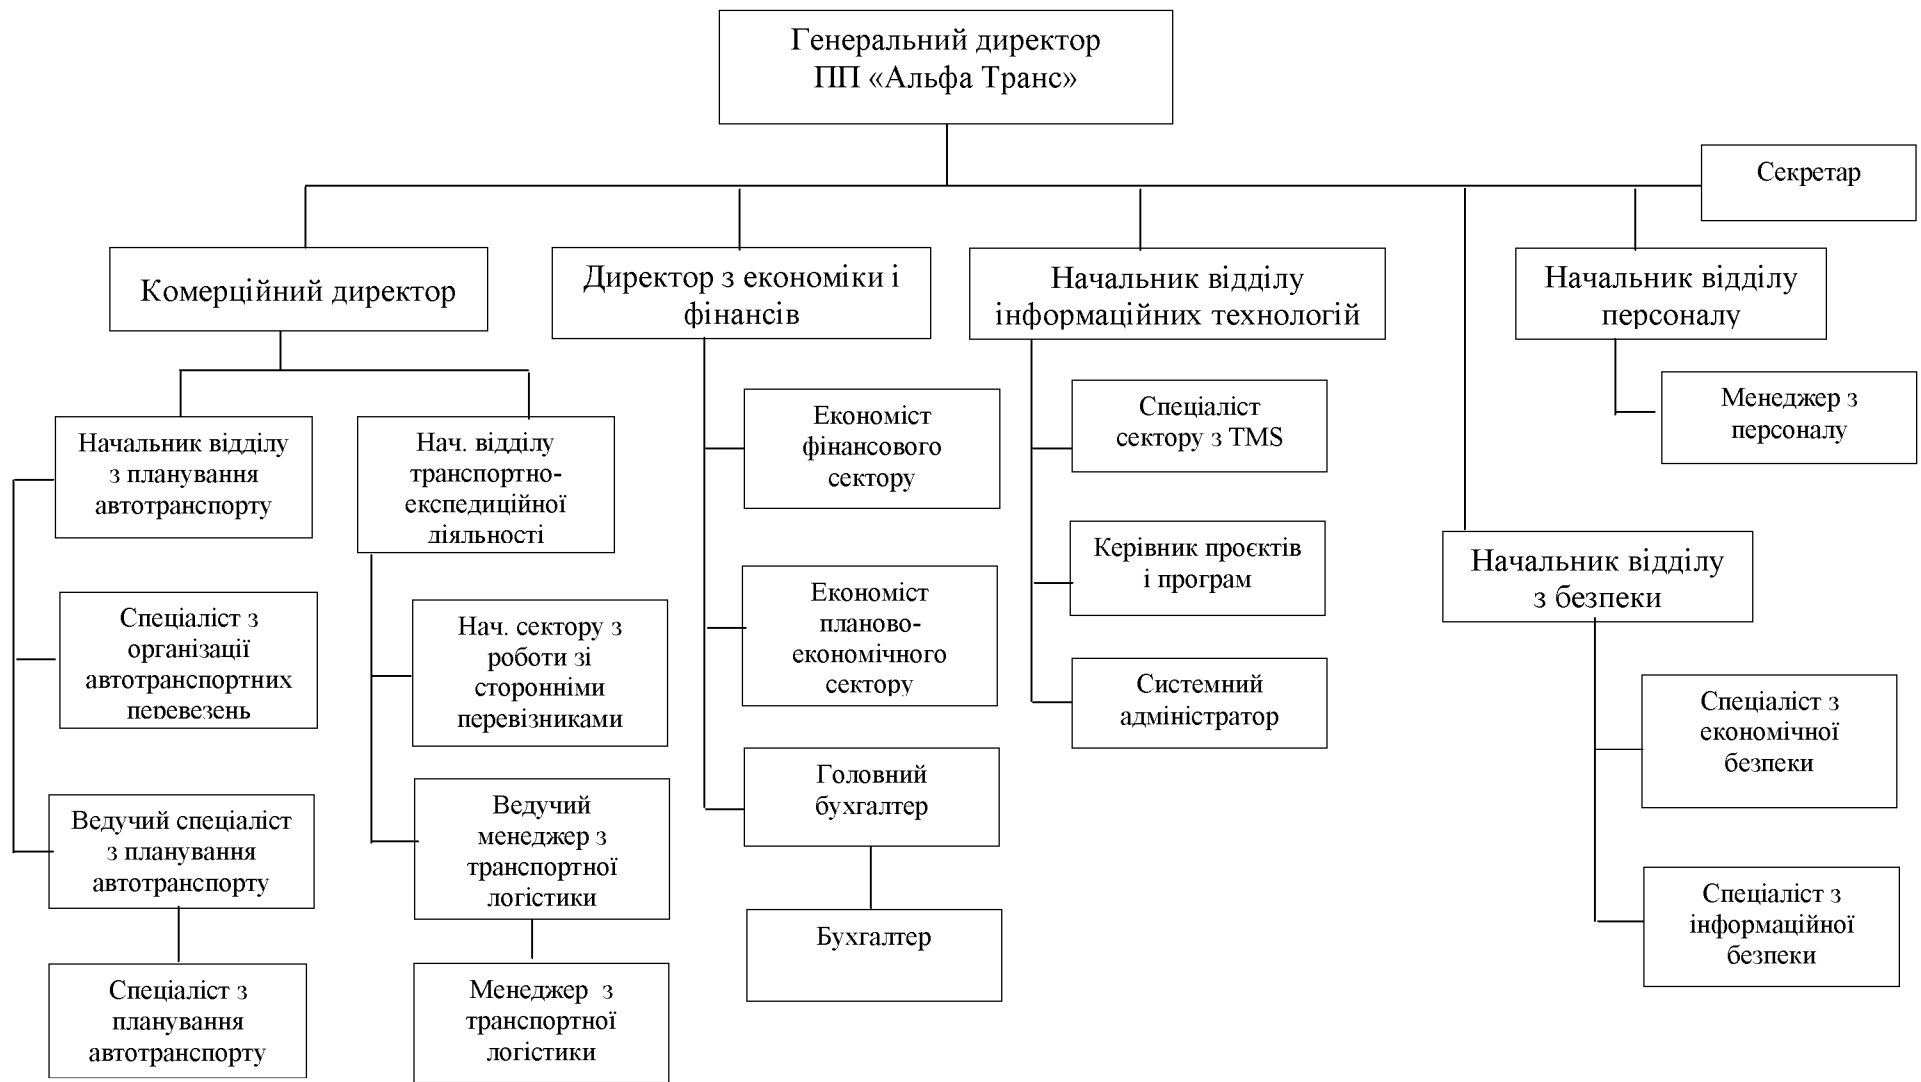 Генеральний директор
ПП «Альфа Транс»
Секретар
Комерційний директор
Директор з економіки і
фінансів
Начальник відділу
інформаційних технологій
Начальник відділу
персоналу
Начальник відділу
з планування
автотранспорту
Нач. відділу
транспортно-
експедиційної
діяльності
Економіст
фінансового
сектору
Спеціаліст
сектору з TMS
Менеджер з
персоналу
Керівник проєктів
і програм
Начальник відділу
з безпеки
Спеціаліст з
організації
автотранспортних
перевезень
Нач. сектору з
роботи зі
сторонніми
перевізниками
Економіст
планово-
економічного
сектору
Системний
адміністратор
Спеціаліст з
економічної
безпеки
Ведучий спеціаліст
з планування
автотранспорту
Ведучий
менеджер з
транспортної
логістики
Головний
бухгалтер
Спеціаліст з
інформаційної
безпеки
Бухгалтер
Спеціаліст з
планування
автотранспорту
Менеджер з
транспортної
логістики